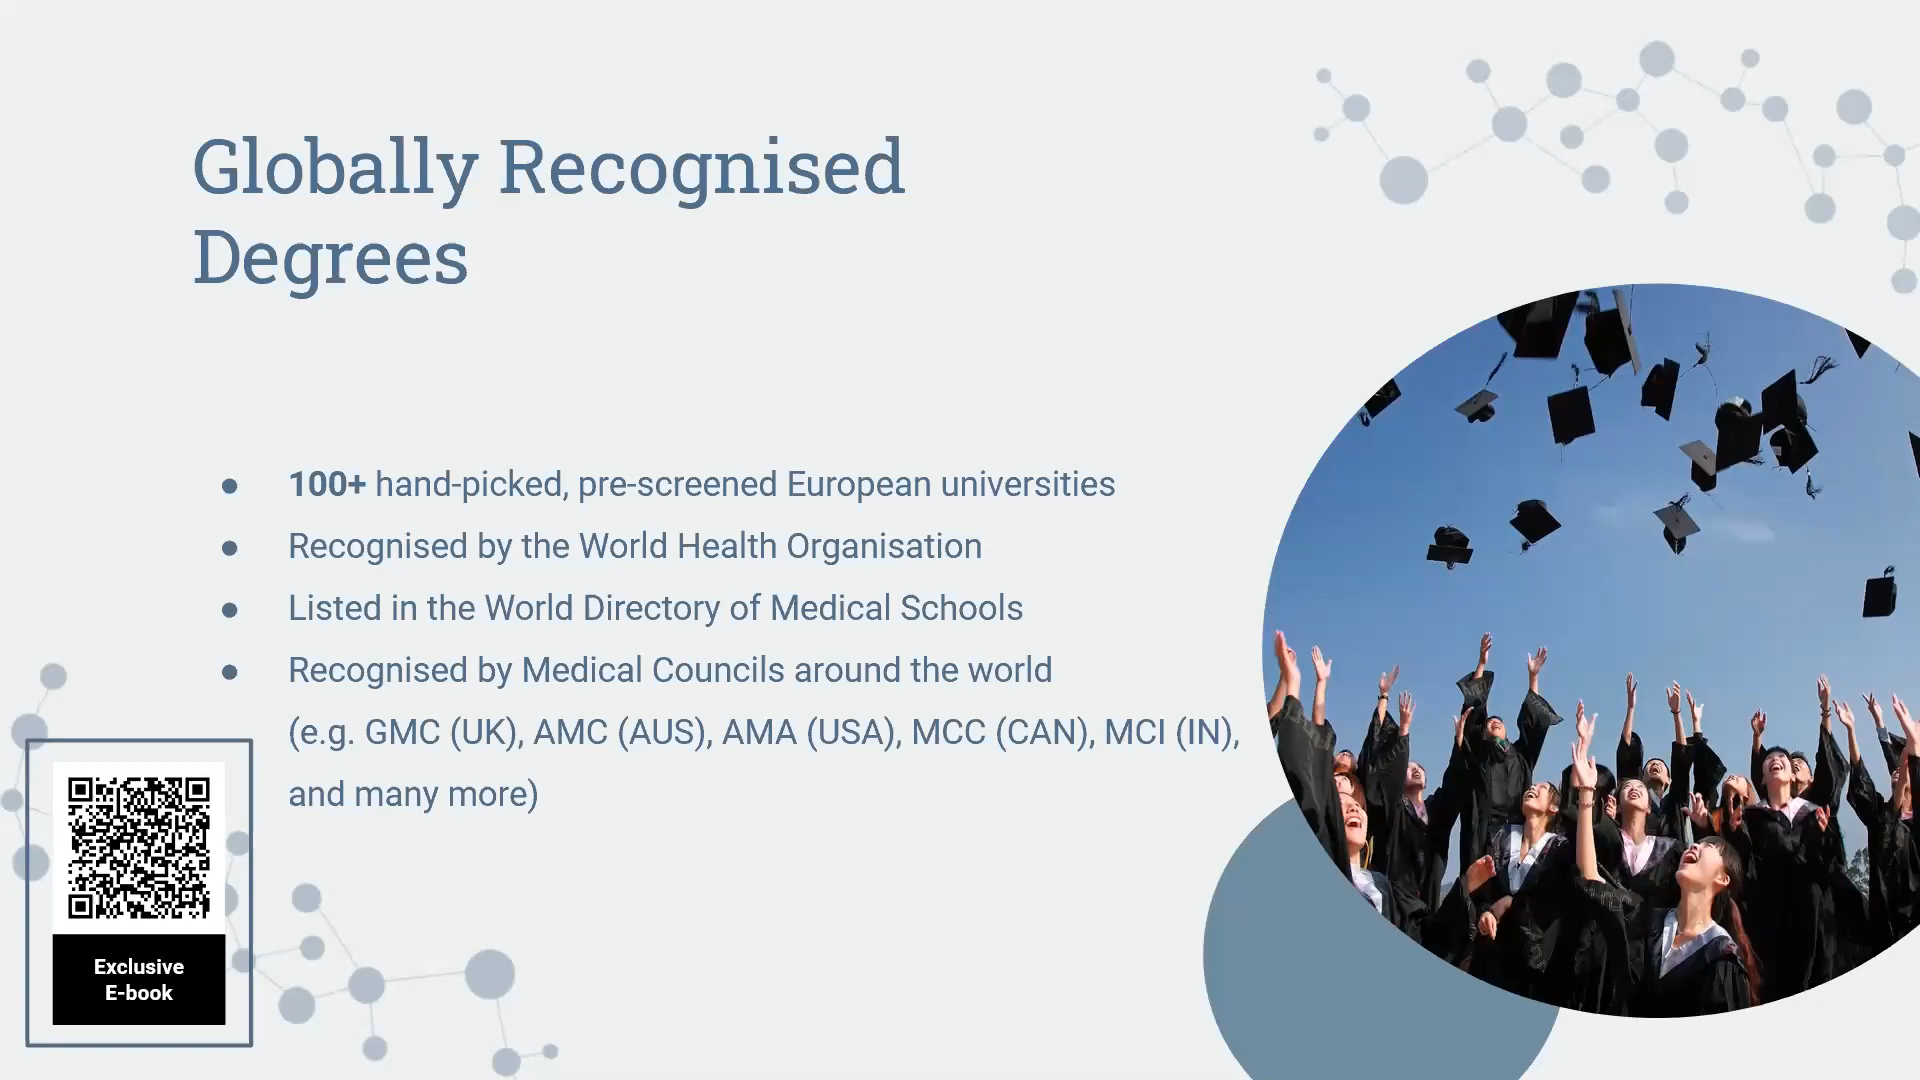 Globally Recognised
Degrees
● 100+ hand-picked, pre-screened European universities
● Recognised by the World Health Organisation
● Listed in the World Directory of Medical Schools
● Recognised by Medical Councils around the world
(e.g. GMC (UK), AMC (AUS), AMA (USA), MCC (CAN), MCI (IN),
and many more)
Exclusive
E-book